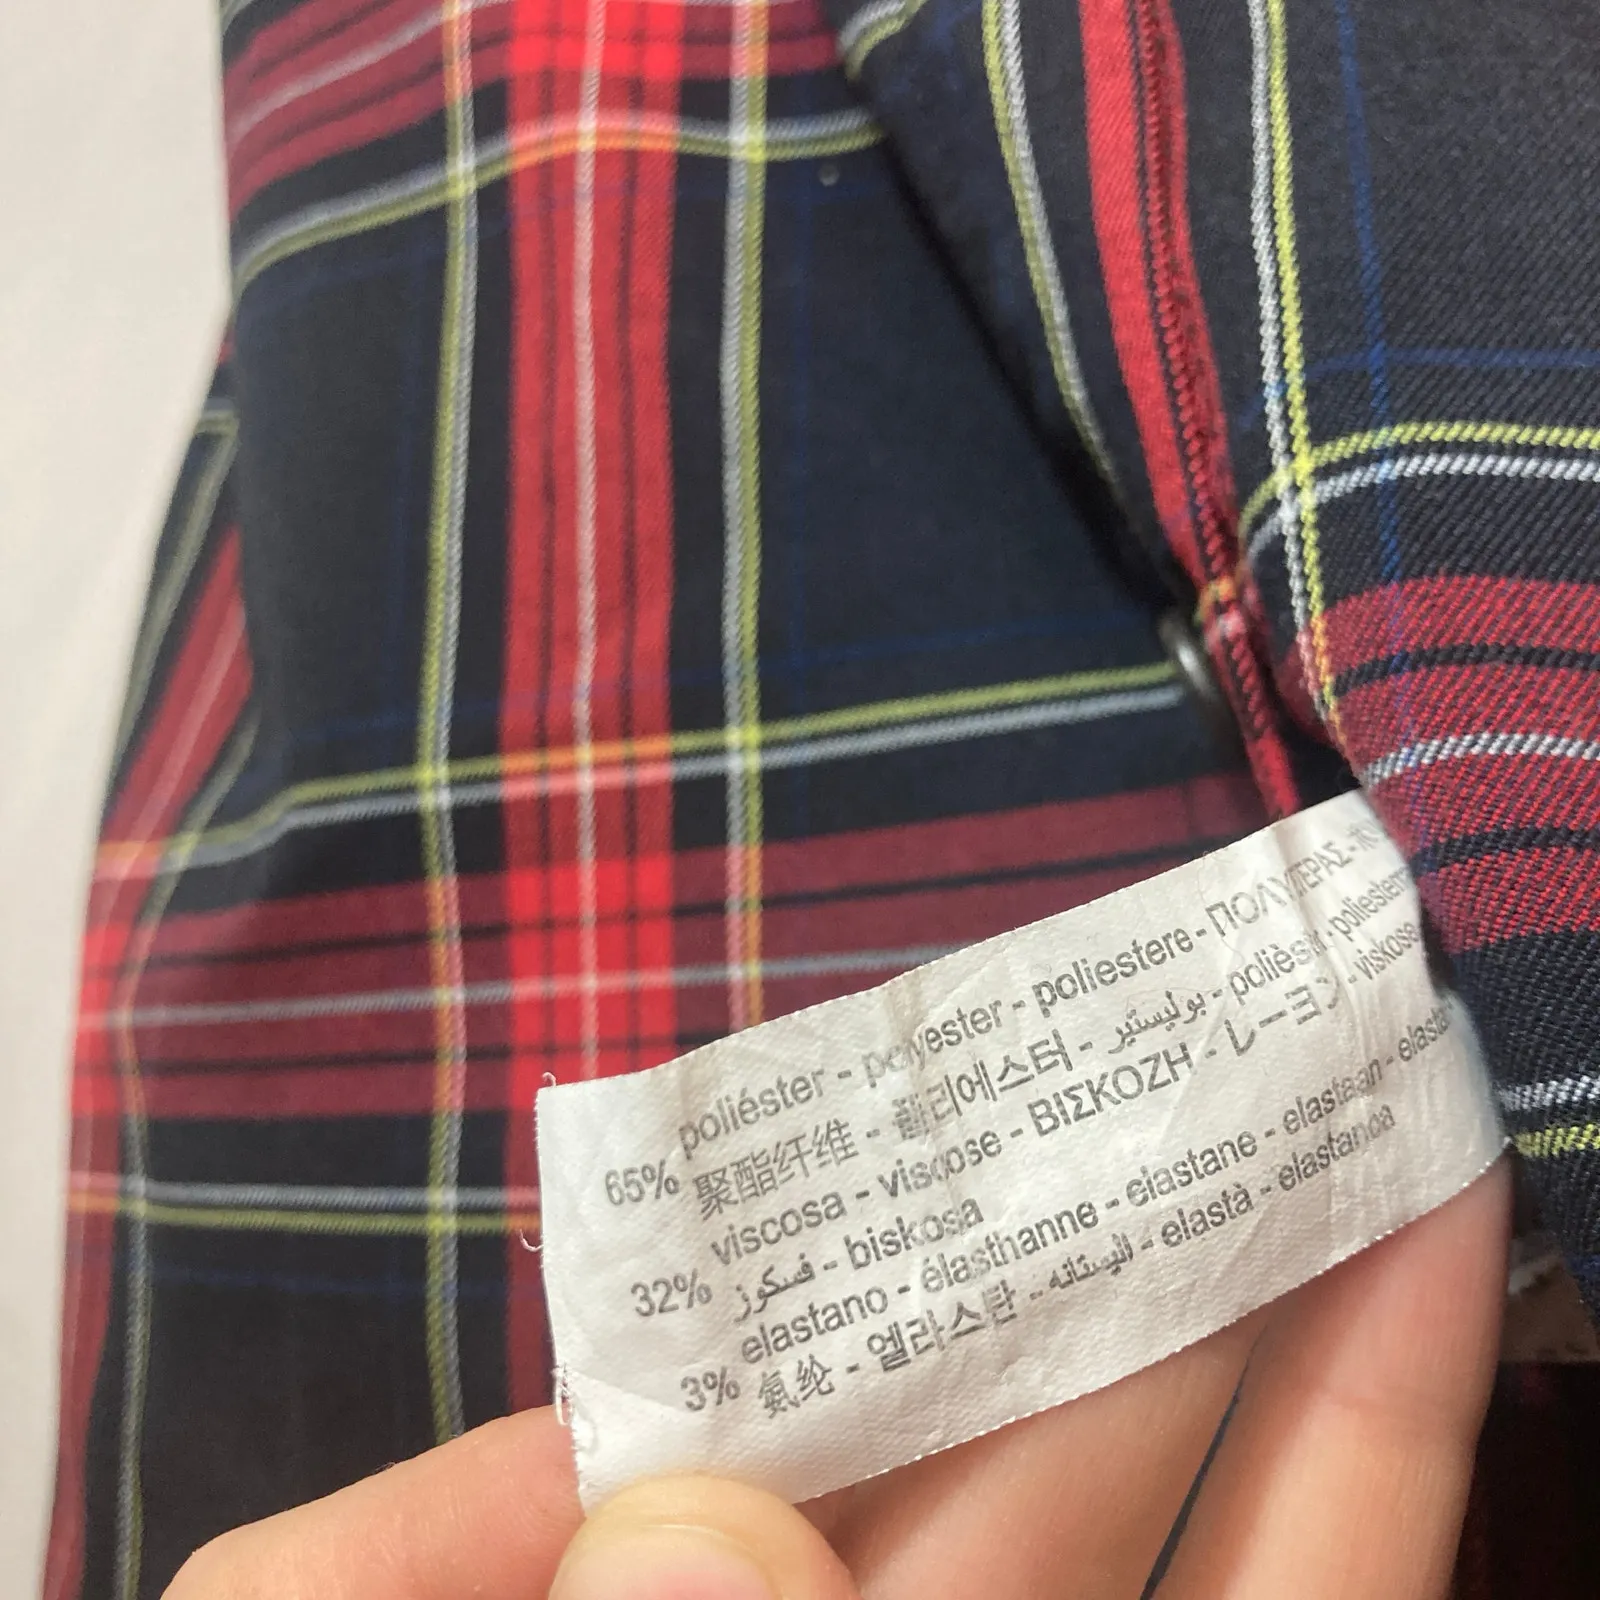 65% poliéster - polyester - poliestere - ΠΟΛΥΕΣΤΕΡΑΣ -
聚酯纤维 - 폴리에스터 - بوليستير - polièster - poliester
32% viscosa - viscose - ΒΙΣΚΟΖΗ - レーヨン - viskose
فسكوز - biskosa
3% elastano - élasthanne - elastane - elastaan -
氨纶 - 엘라스탄 - اليستانه - elastà - elastanoa